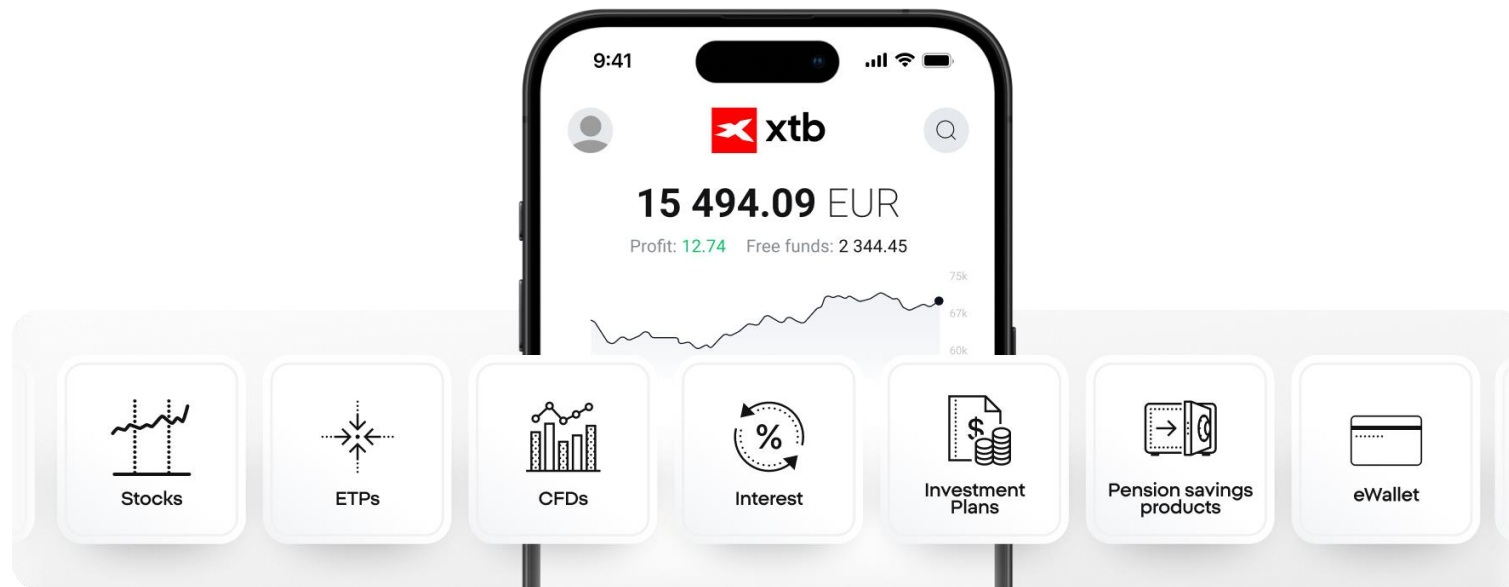 9:41
xtb
15 494.09 EUR
Profit: 12.74 Free funds: 2 344.45
75k
67k
60k
$
%
Stocks
ETPs
CFDs
Interest
Investment
Plans
Pension savings
products
eWallet